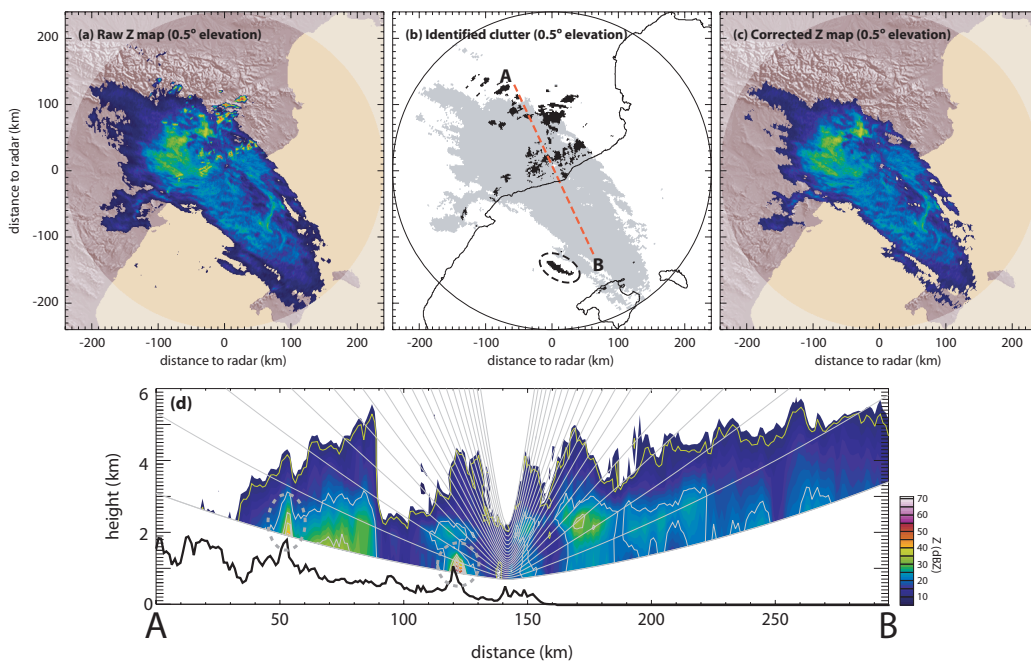 (a) Raw Z map (0.5° elevation)
(b) Identified clutter (0.5° elevation)
(c) Corrected Z map (0.5° elevation)
distance to radar (km)
200
100
0
-100
-200
A
B
-200 -100 0 100 200
-200 -100 0 100 200
-200 -100 0 100 200
distance to radar (km)
distance to radar (km)
distance to radar (km)
(d)
height (km)
6
4
2
0
70
60
50
40
30
20
10
Z (dBZ)
A
50 100 150 200 250
B
distance (km)